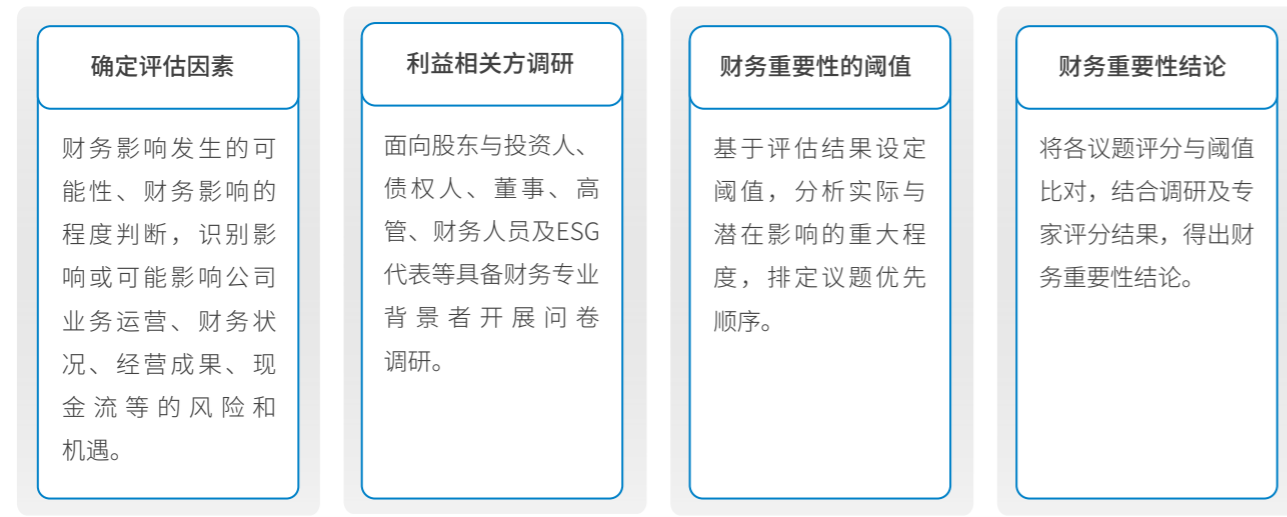 确定评估因素
财务影响发生的可
能性、财务影响的
程度判断，识别影
响或可能影响公司
业务运营、财务状
况、经营成果、现
金流等的风险和
机遇。
利益相关方调研
面向股东与投资人、
债权人、董事、高
管、财务人员及ESG
代表等具备财务专业
背景者开展问卷
调研。
财务重要性的阈值
基于评估结果设定
阈值，分析实际与
潜在影响的重大程
度，排定议题优先
顺序。
财务重要性结论
将各议题评分与阈值
比对，结合调研及专
家评分结果，得出财
务重要性结论。